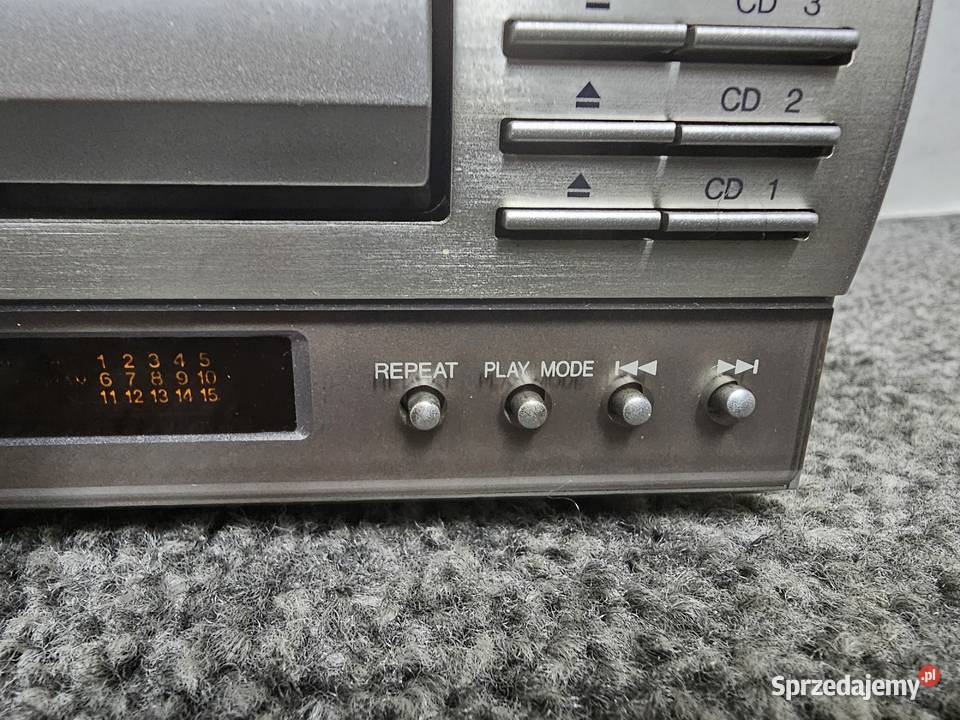 CD 3
CD 2
CD 1
1 2 3 4 5
6 7 8 9 10
11 12 13 14 15
REPEAT PLAY MODE
Sprzedajemy.pl